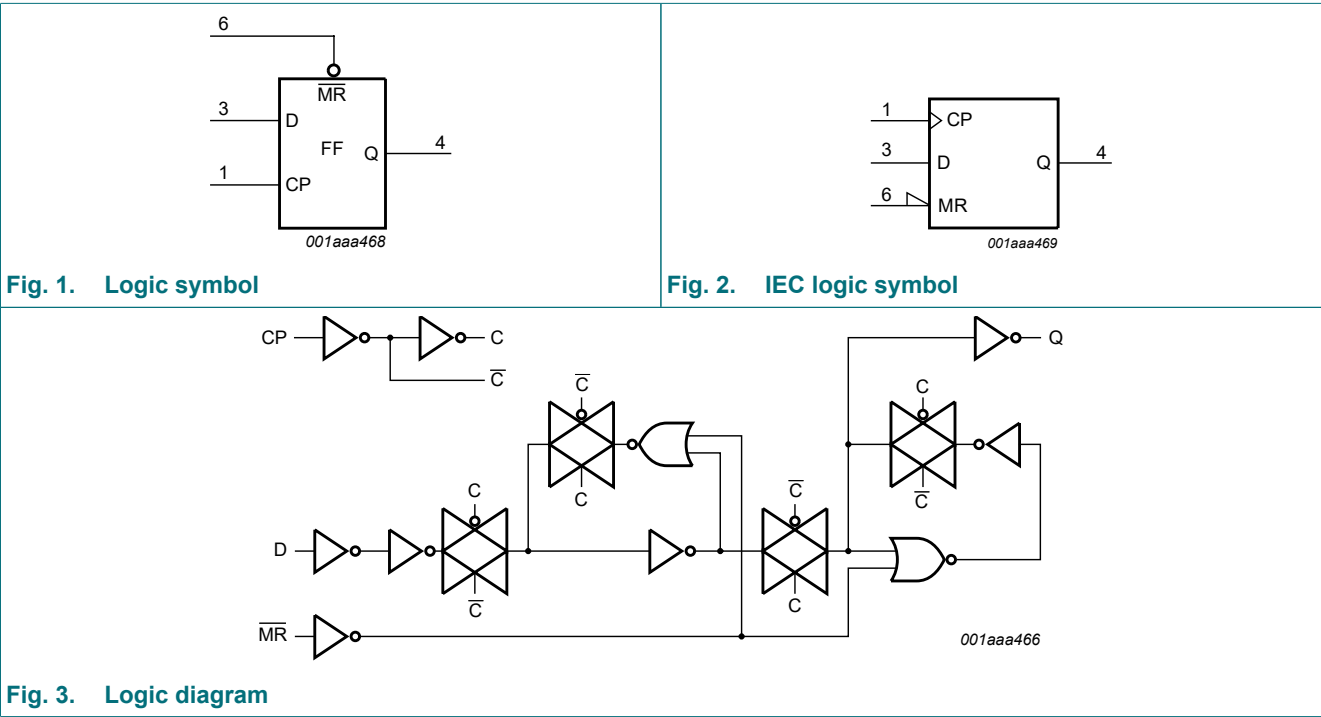 6
MR̅
3
D
FF
Q
4
1
CP
001aaa468
Fig. 1. Logic symbol
1
CP
3
D
Q
4
6
MR
001aaa469
Fig. 2. IEC logic symbol
CP
C
C̅
Q
C̅
C
C
C̅
C
C̅
C̅
C
D
M̅R̅
001aaa466
Fig. 3. Logic diagram